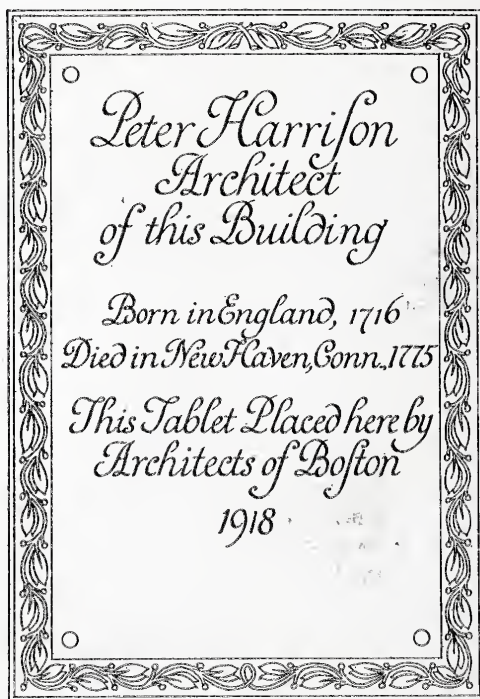 Peter Harriſon
Architect
of this Building
Born in England, 1716
Died in New Haven, Conn., 1775
This Tablet Placed here by
Architects of Boſton
1918